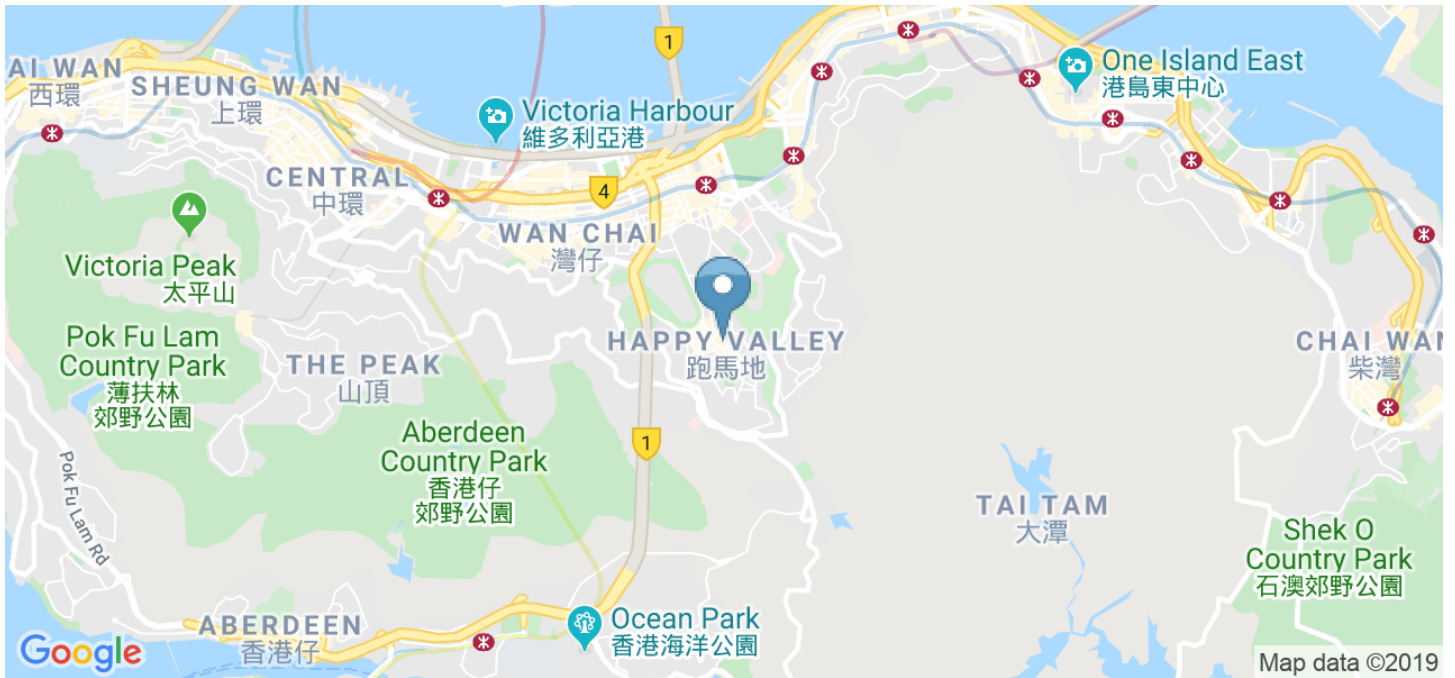 1
AI WAN
西環
SHEUNG WAN
上環
Victoria Harbour
維多利亞港
One Island East
港島東中心
CENTRAL
中環
4
WAN CHAI
灣仔
Victoria Peak
太平山
Pok Fu Lam
Country Park
薄扶林
郊野公園
THE PEAK
山頂
HAPPY VALLEY
跑馬地
CHAI WAN
柴灣
Aberdeen
Country Park
香港仔
郊野公園
1
Pok Fu Lam Rd
TAI TAM
大潭
Shek O
Country Park
石澳郊野公園
ABERDEEN
香港仔
Ocean Park
香港海洋公園
Google
Map data ©2019